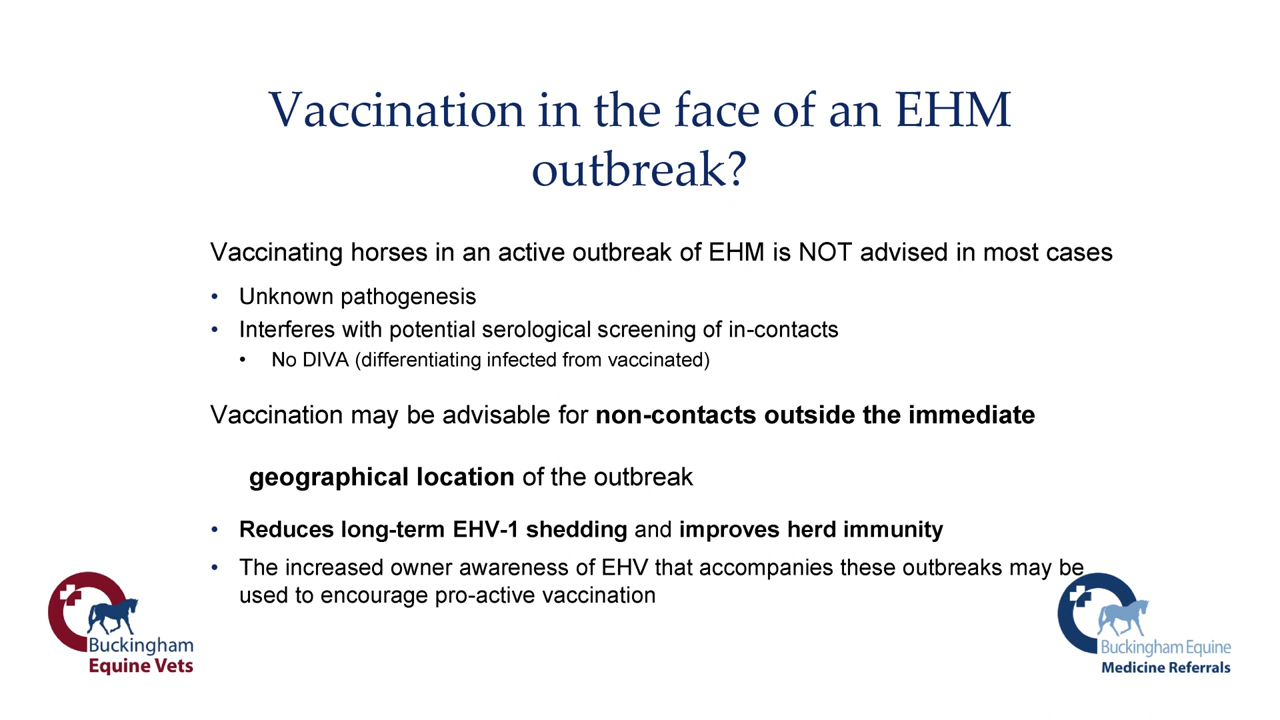 Vaccination in the face of an EHM
outbreak?
Vaccinating horses in an active outbreak of EHM is NOT advised in most cases
• Unknown pathogenesis
• Interferes with potential serological screening of in-contacts
• No DIVA (differentiating infected from vaccinated)
Vaccination may be advisable for non-contacts outside the immediate
geographical location of the outbreak
• Reduces long-term EHV-1 shedding and improves herd immunity
• The increased owner awareness of EHV that accompanies these outbreaks may be
used to encourage pro-active vaccination
Buckingham
Equine Vets
Buckingham Equine
Medicine Referrals